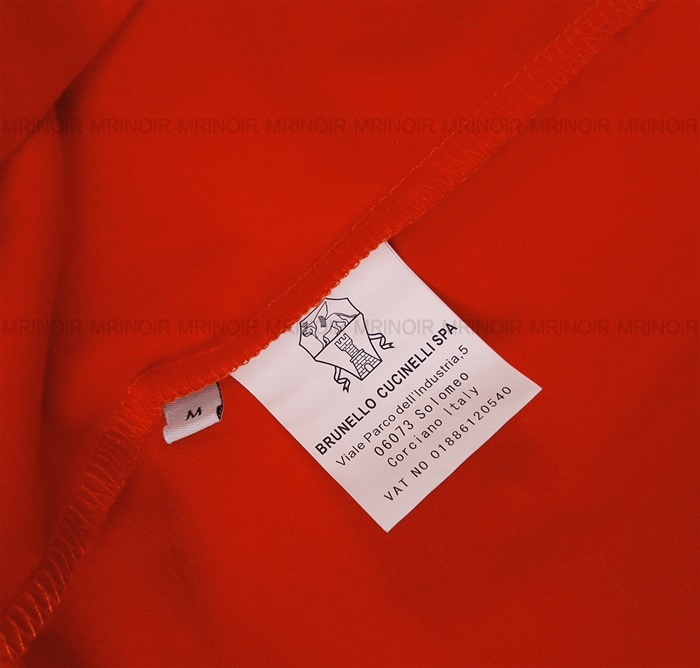 MRINOIR MRINOIR MRINOIR MRINOIR MRINOIR MRINOIR MRINOIR MRINOIR
MRINOIR MRINOIR MRINOIR MRINOIR MRINOIR MRINOIR MRINOIR
BRUNELLO CUCINELLI SPA
Viale Parco dell'Industria,5
06073 Solomeo
Corciano Italy
VAT NO 01886120540
M